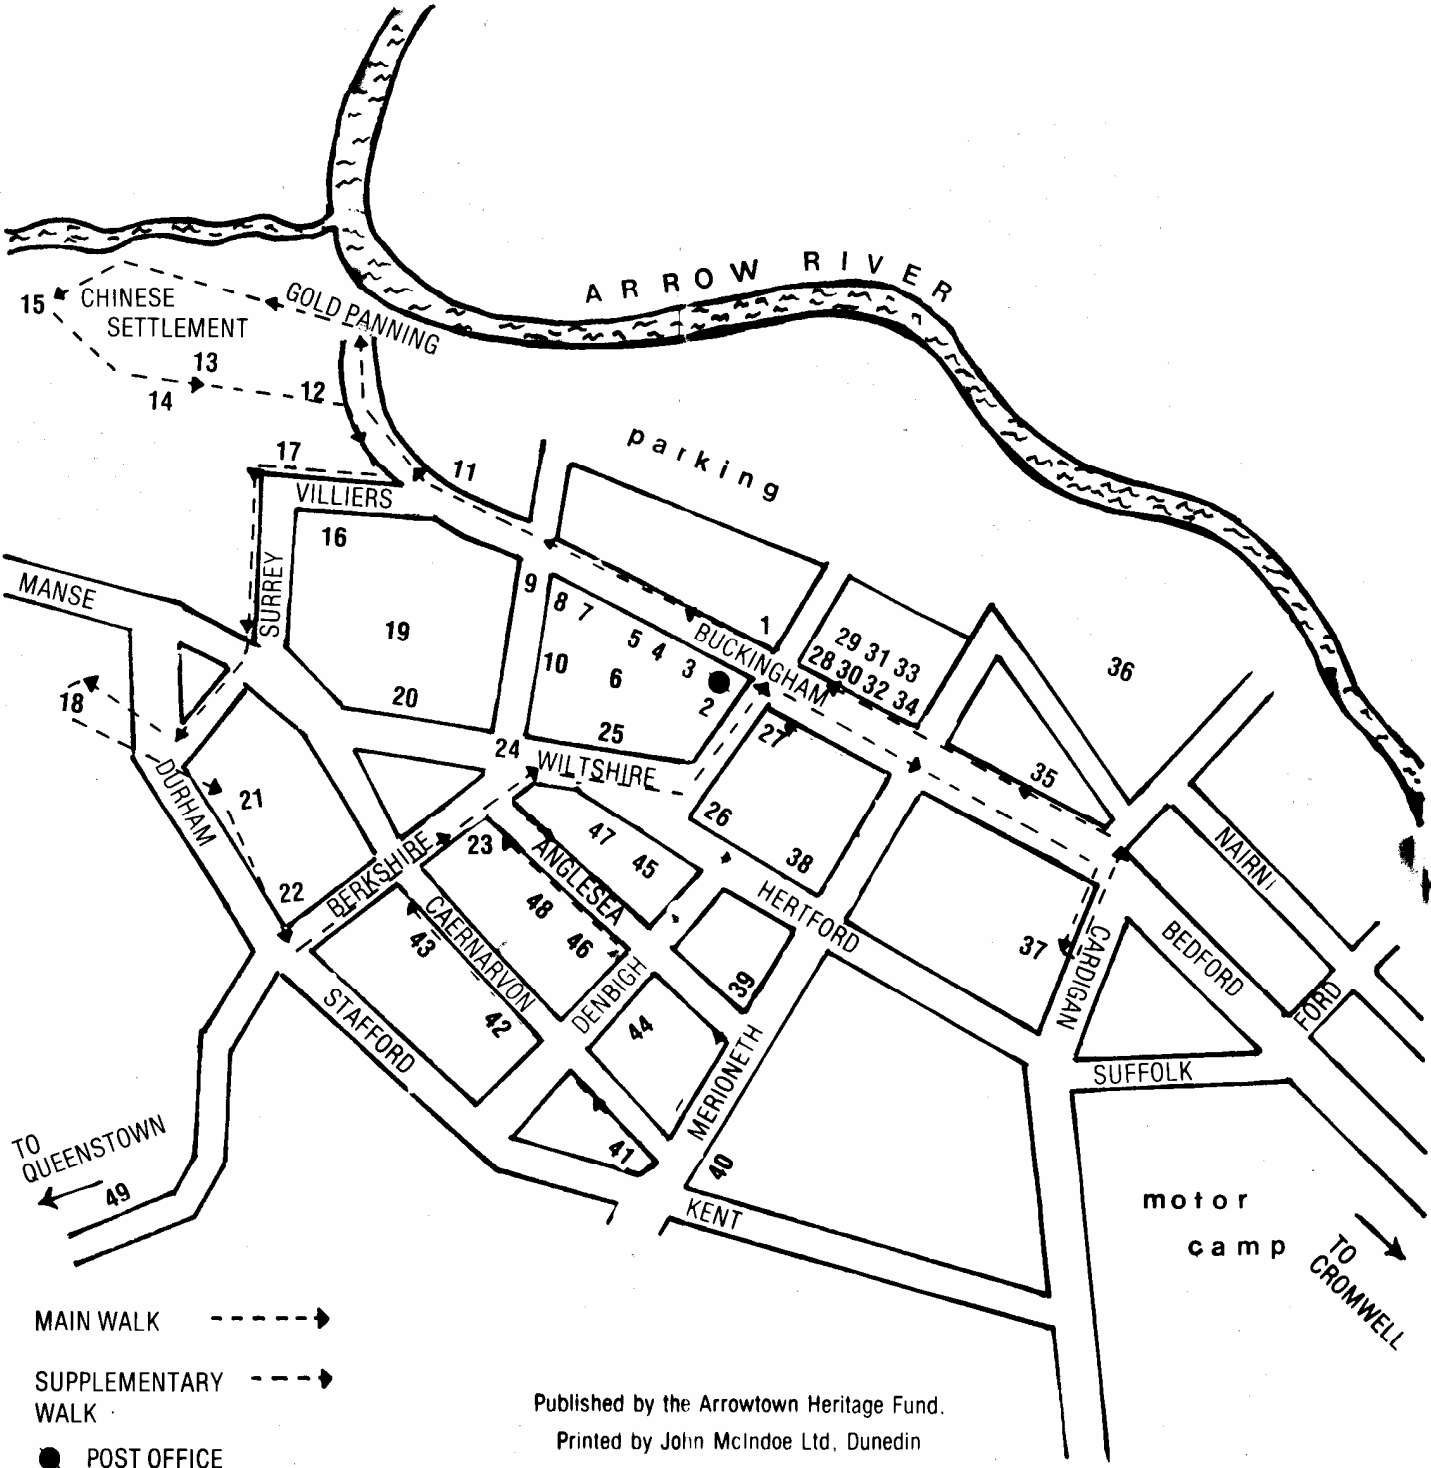 ARROW RIVER
GOLD PANNING
15
CHINESE
SETTLEMENT
13
14
12
parking
17
11
VILLIERS
16
MANSE
SURREY
9
8
7
5
4
3
1
BUCKINGHAM
29 31 33
28 30 32 34
36
19
10
6
2
18
20
25
24
WILTSHIRE
27
35
DURHAM
21
26
NAIRN
23
47
45
38
ANGLESEA
22
BERKSHIRE
48
HERTFORD
CAERNARVON
43
46
37
CARDIGAN
BEDFORD
39
DENBIGH
FORD
STAFFORD
42
44
SUFFOLK
MERIONETH
41
40
TO
QUEENSTOWN
49
KENT
motor
camp
TO
CROMWELL
MAIN WALK
SUPPLEMENTARY
WALK
POST OFFICE
Published by the Arrowtown Heritage Fund.
Printed by John McIndoe Ltd, Dunedin